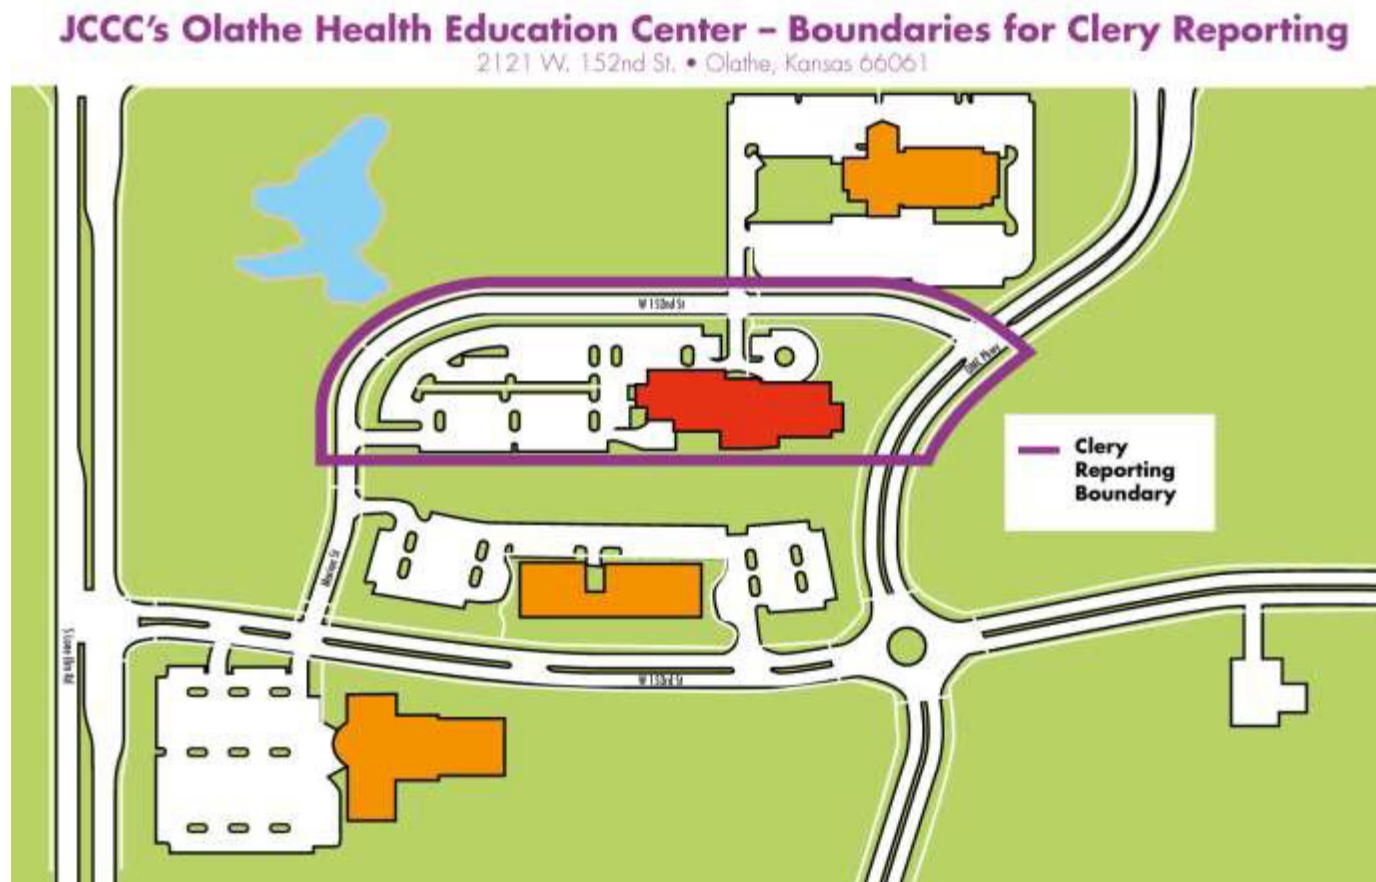 JCCC's Olathe Health Education Center – Boundaries for Clery Reporting
2121 W. 152nd St. • Olathe, Kansas 66061
W 152nd St
Clery
Reporting
Boundary
W 153rd St